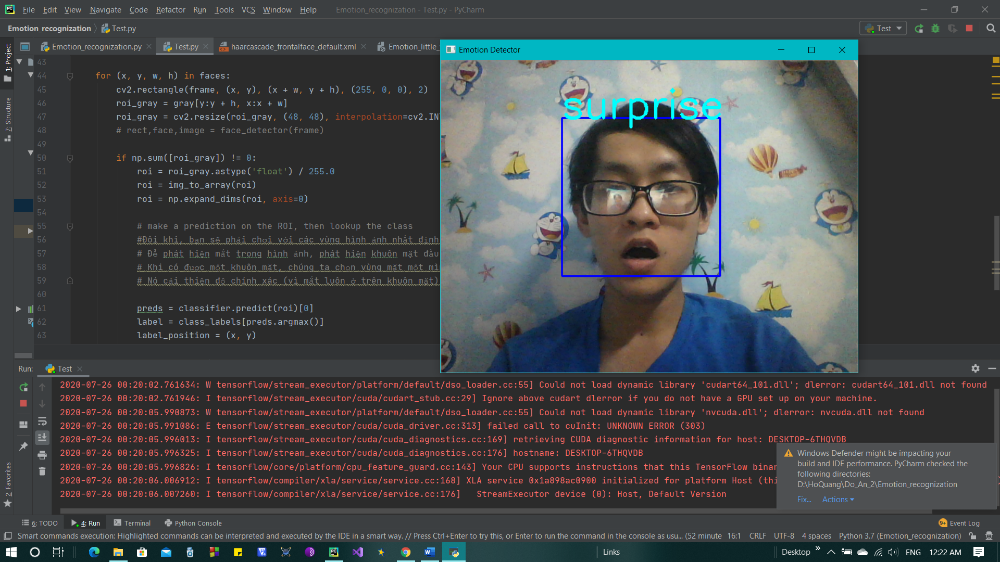 File Edit View Navigate Code Refactor Run Tools VCS Window Help Emotion_recognization - Test.py - PyCharm
Emotion_recognization Test.py
Test
Emotion_recognization.py Test.py haarcascade_frontalface_default.xml Emotion_little_
Emotion Detector
surprise
1: Project
7: Structure
2: Favorites
43
44 for (x, y, w, h) in faces:
45 cv2.rectangle(frame, (x, y), (x + w, y + h), (255, 0, 0), 2)
46 roi_gray = gray[y:y + h, x:x + w]
47 roi_gray = cv2.resize(roi_gray, (48, 48), interpolation=cv2.IN
48 # rect,face,image = face_detector(frame)
49
50 if np.sum([roi_gray]) != 0:
51 roi = roi_gray.astype('float') / 255.0
52 roi = img_to_array(roi)
53 roi = np.expand_dims(roi, axis=0)
54
55 # make a prediction on the ROI, then lookup the class
56 #Đôi khi, bạn sẽ phải chơi với các vùng hình ảnh nhất định
57 # Để phát hiện mắt trong hình ảnh, phát hiện khuôn mặt đầu
58 # Khi có được một khuôn mặt, chúng ta chọn vùng mặt một mì
59 # Nó cải thiện độ chính xác (vì mắt luôn ở trên khuôn mặt)
60
61 preds = classifier.predict(roi)[0]
62 label = class_labels[preds.argmax()]
63 label_position = (x, y)
Run: Test
2020-07-26 00:20:02.761634: W tensorflow/stream_executor/platform/default/dso_loader.cc:55] Could not load dynamic library 'cudart64_101.dll'; dlerror: cudart64_101.dll not found
2020-07-26 00:20:02.761946: I tensorflow/stream_executor/cuda/cudart_stub.cc:29] Ignore above cudart dlerror if you do not have a GPU set up on your machine.
2020-07-26 00:20:05.990873: W tensorflow/stream_executor/platform/default/dso_loader.cc:55] Could not load dynamic library 'nvcuda.dll'; dlerror: nvcuda.dll not found
2020-07-26 00:20:05.991086: E tensorflow/stream_executor/cuda/cuda_driver.cc:313] failed call to cuInit: UNKNOWN ERROR (303)
2020-07-26 00:20:05.996013: I tensorflow/stream_executor/cuda/cuda_diagnostics.cc:169] retrieving CUDA diagnostic information for host: DESKTOP-6THQVDB
2020-07-26 00:20:05.996325: I tensorflow/stream_executor/cuda/cuda_diagnostics.cc:176] hostname: DESKTOP-6THQVDB
2020-07-26 00:20:05.996826: I tensorflow/core/platform/cpu_feature_guard.cc:143] Your CPU supports instructions that this TensorFlow binar
2020-07-26 00:20:06.006912: I tensorflow/compiler/xla/service/service.cc:168] XLA service 0x1a898ac0900 initialized for platform Host (thi
2020-07-26 00:20:06.007260: I tensorflow/compiler/xla/service/service.cc:176] StreamExecutor device (0): Host, Default Version
Windows Defender might be impacting your
build and IDE performance. PyCharm checked the
following directories:
D:\HoQuang\Do_An_2\Emotion_recognization
Fix... Actions
6: TODO 4: Run Terminal Python Console 9+ Event Log
Smart commands execution: Highlighted commands can be interpreted and executed by the IDE in a smart way. // Press Ctrl+Enter to try this, or Enter to run the command in the console as usu... (52 minute 16:1 CRLF UTF-8 4 spaces Python 3.7 (Emotion_recognization)
Links Desktop ENG 12:22 AM